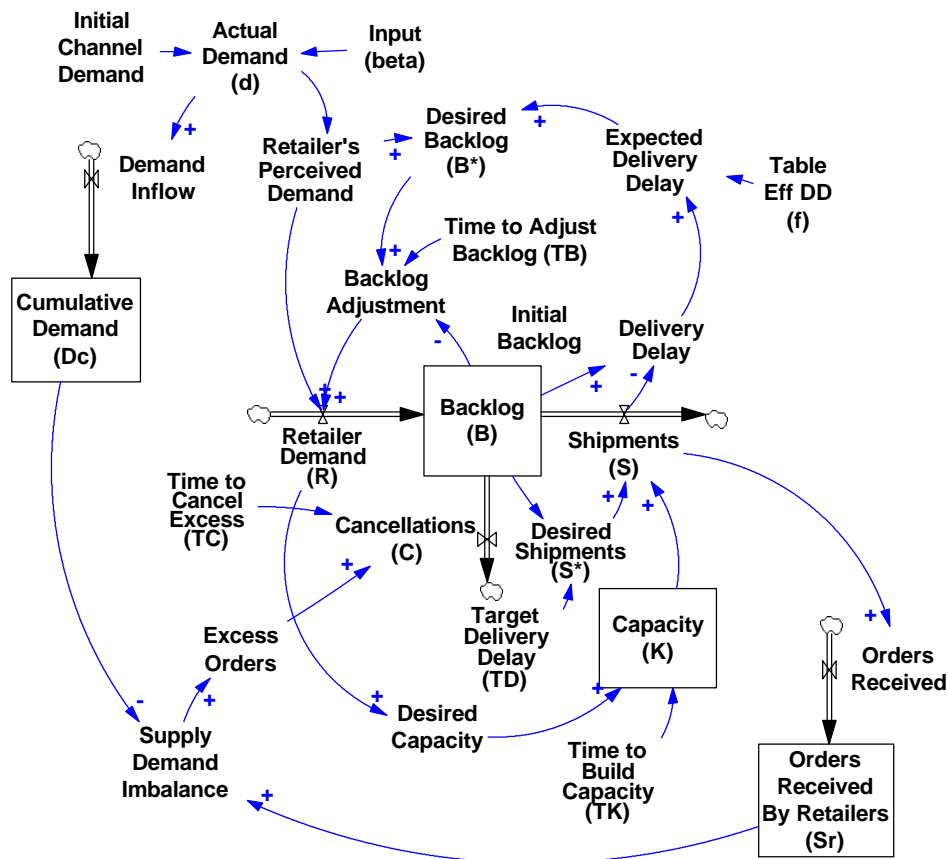 Initial
Channel
Demand
Actual
Demand
(d)
Input
(beta)
+
Demand
Inflow
Retailer's
Perceived
Demand
+
Desired
Backlog
(B*)
+
Expected
Delivery
Delay
Table
Eff DD
(f)
+
Time to Adjust
Backlog (TB)
+
Backlog
Adjustment
Cumulative
Demand
(Dc)
Initial
Backlog
Delivery
Delay
-
+
-
+
+
Backlog
(B)
Retailer
Demand
(R)
Shipments
(S)
Time to
Cancel
Excess
(TC)
Cancellations
(C)
+
Desired
Shipments
(S*)
+
+
Target
Delivery
Delay
(TD)
Capacity
(K)
+
Orders
Received
Excess
Orders
+
-
+
Desired
Capacity
+
Supply
Demand
Imbalance
Time to
Build
Capacity
(TK)
Orders
Received
By Retailers
(Sr)
+